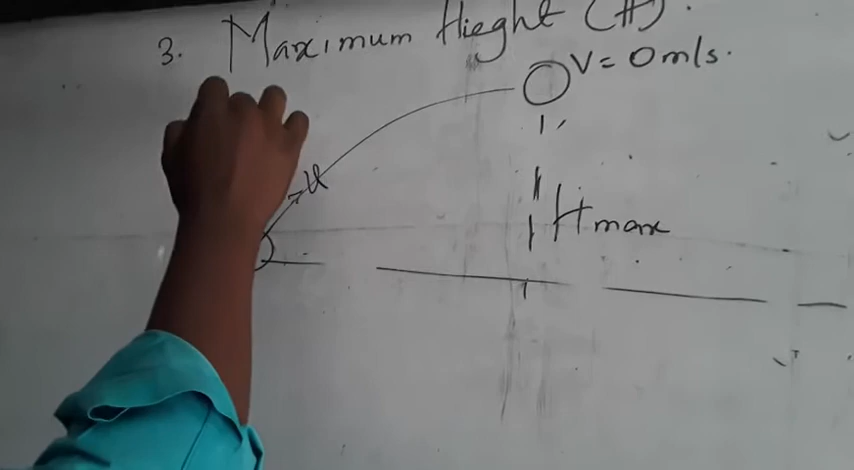 3. Maximum Hieght (H).
V = 0m/s.
u
Hmax